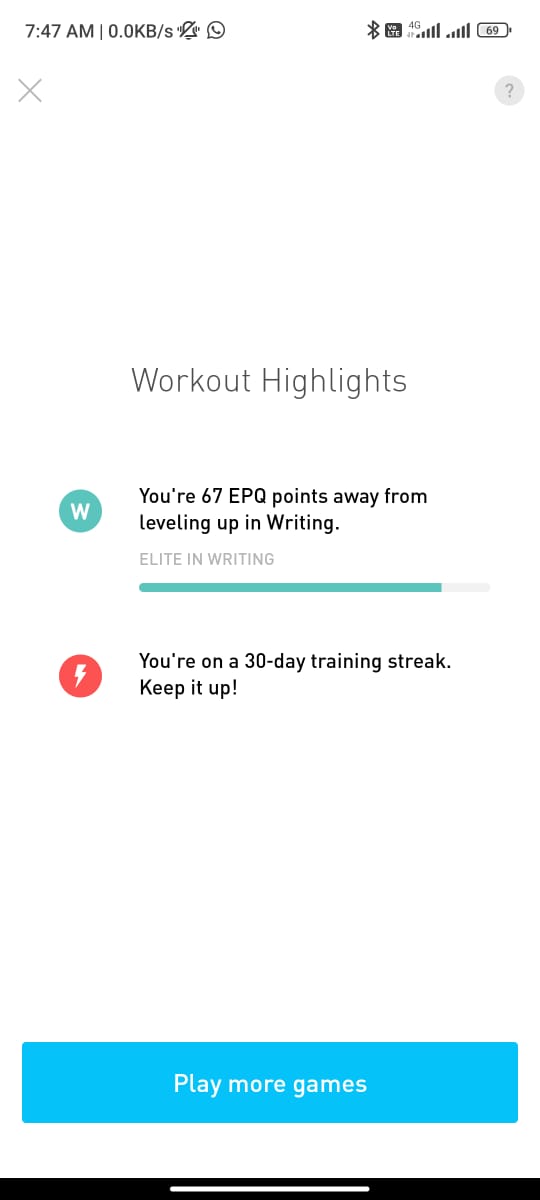 7:47 AM | 0.0KB/s
Vo LTE 4G 69
?
Workout Highlights
W
You're 67 EPQ points away from
leveling up in Writing.
ELITE IN WRITING
You're on a 30-day training streak.
Keep it up!
Play more games